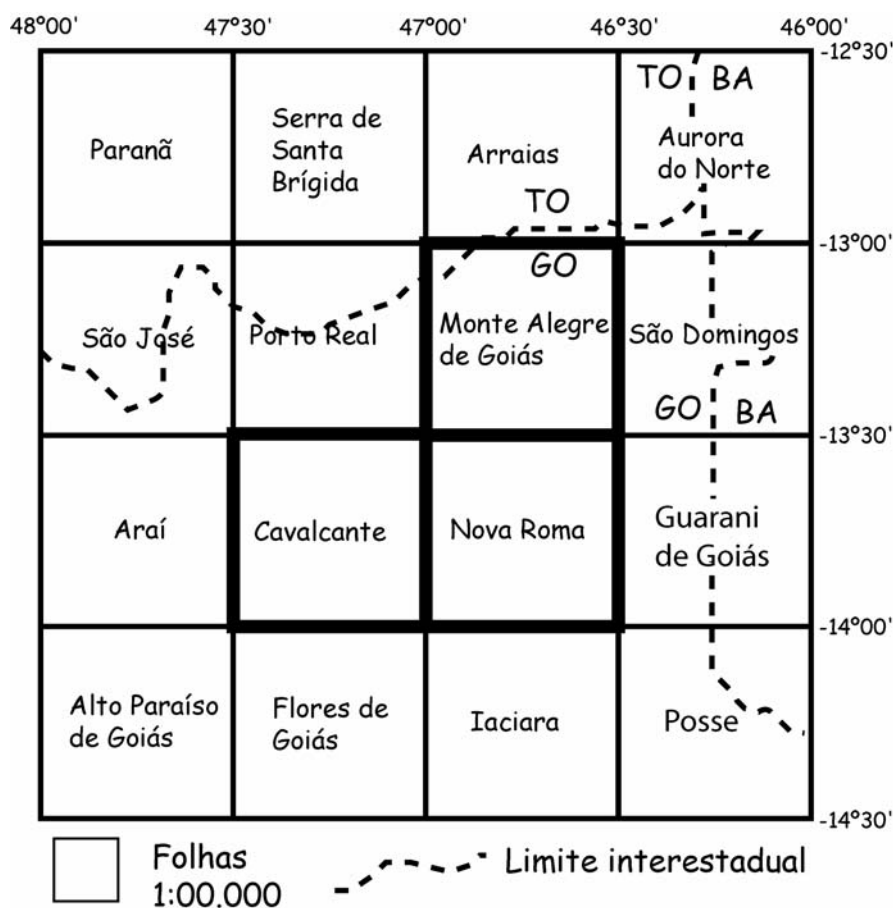 48°00' 47°30' 47°00' 46°30' 46°00'
-12°30'
TO BA
Paranã
Serra de
Santa
Brígida
Arraias
Aurora
do Norte
TO
-13°00'
GO
São José
Porto Real
Monte Alegre
de Goiás
São Domingos
GO BA
-13°30'
Araí
Cavalcante
Nova Roma
Guarani
de Goiás
-14°00'
Alto Paraíso
de Goiás
Flores de
Goiás
Iaciara
Posse
-14°30'
Folhas
1:00.000
Limite interestadual